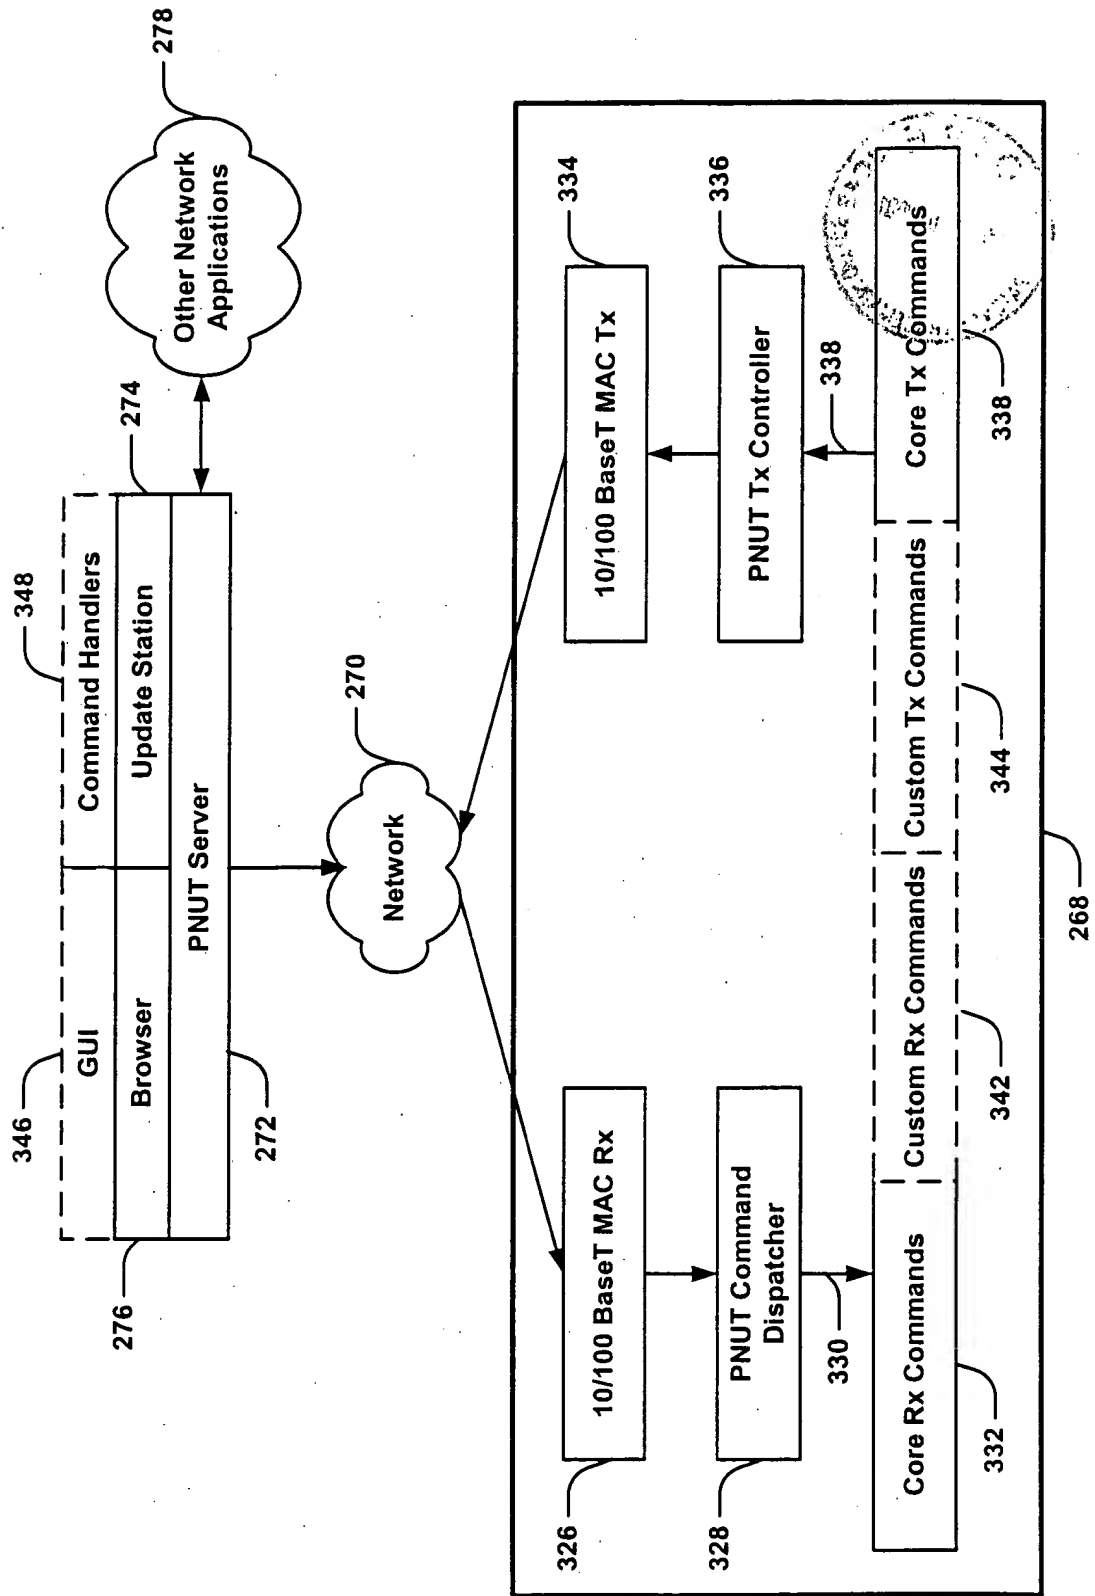 278
Other Network
Applications
274
348
Command Handlers
Update Station
346
GUI
Browser
PNUT Server
272
276
270
Network
334
10/100 BaseT MAC Tx
336
PNUT Tx Controller
338
Core Tx Commands
338
Custom Tx Commands
344
Custom Rx Commands
342
268
326
10/100 BaseT MAC Rx
328
PNUT Command
Dispatcher
330
Core Rx Commands
332